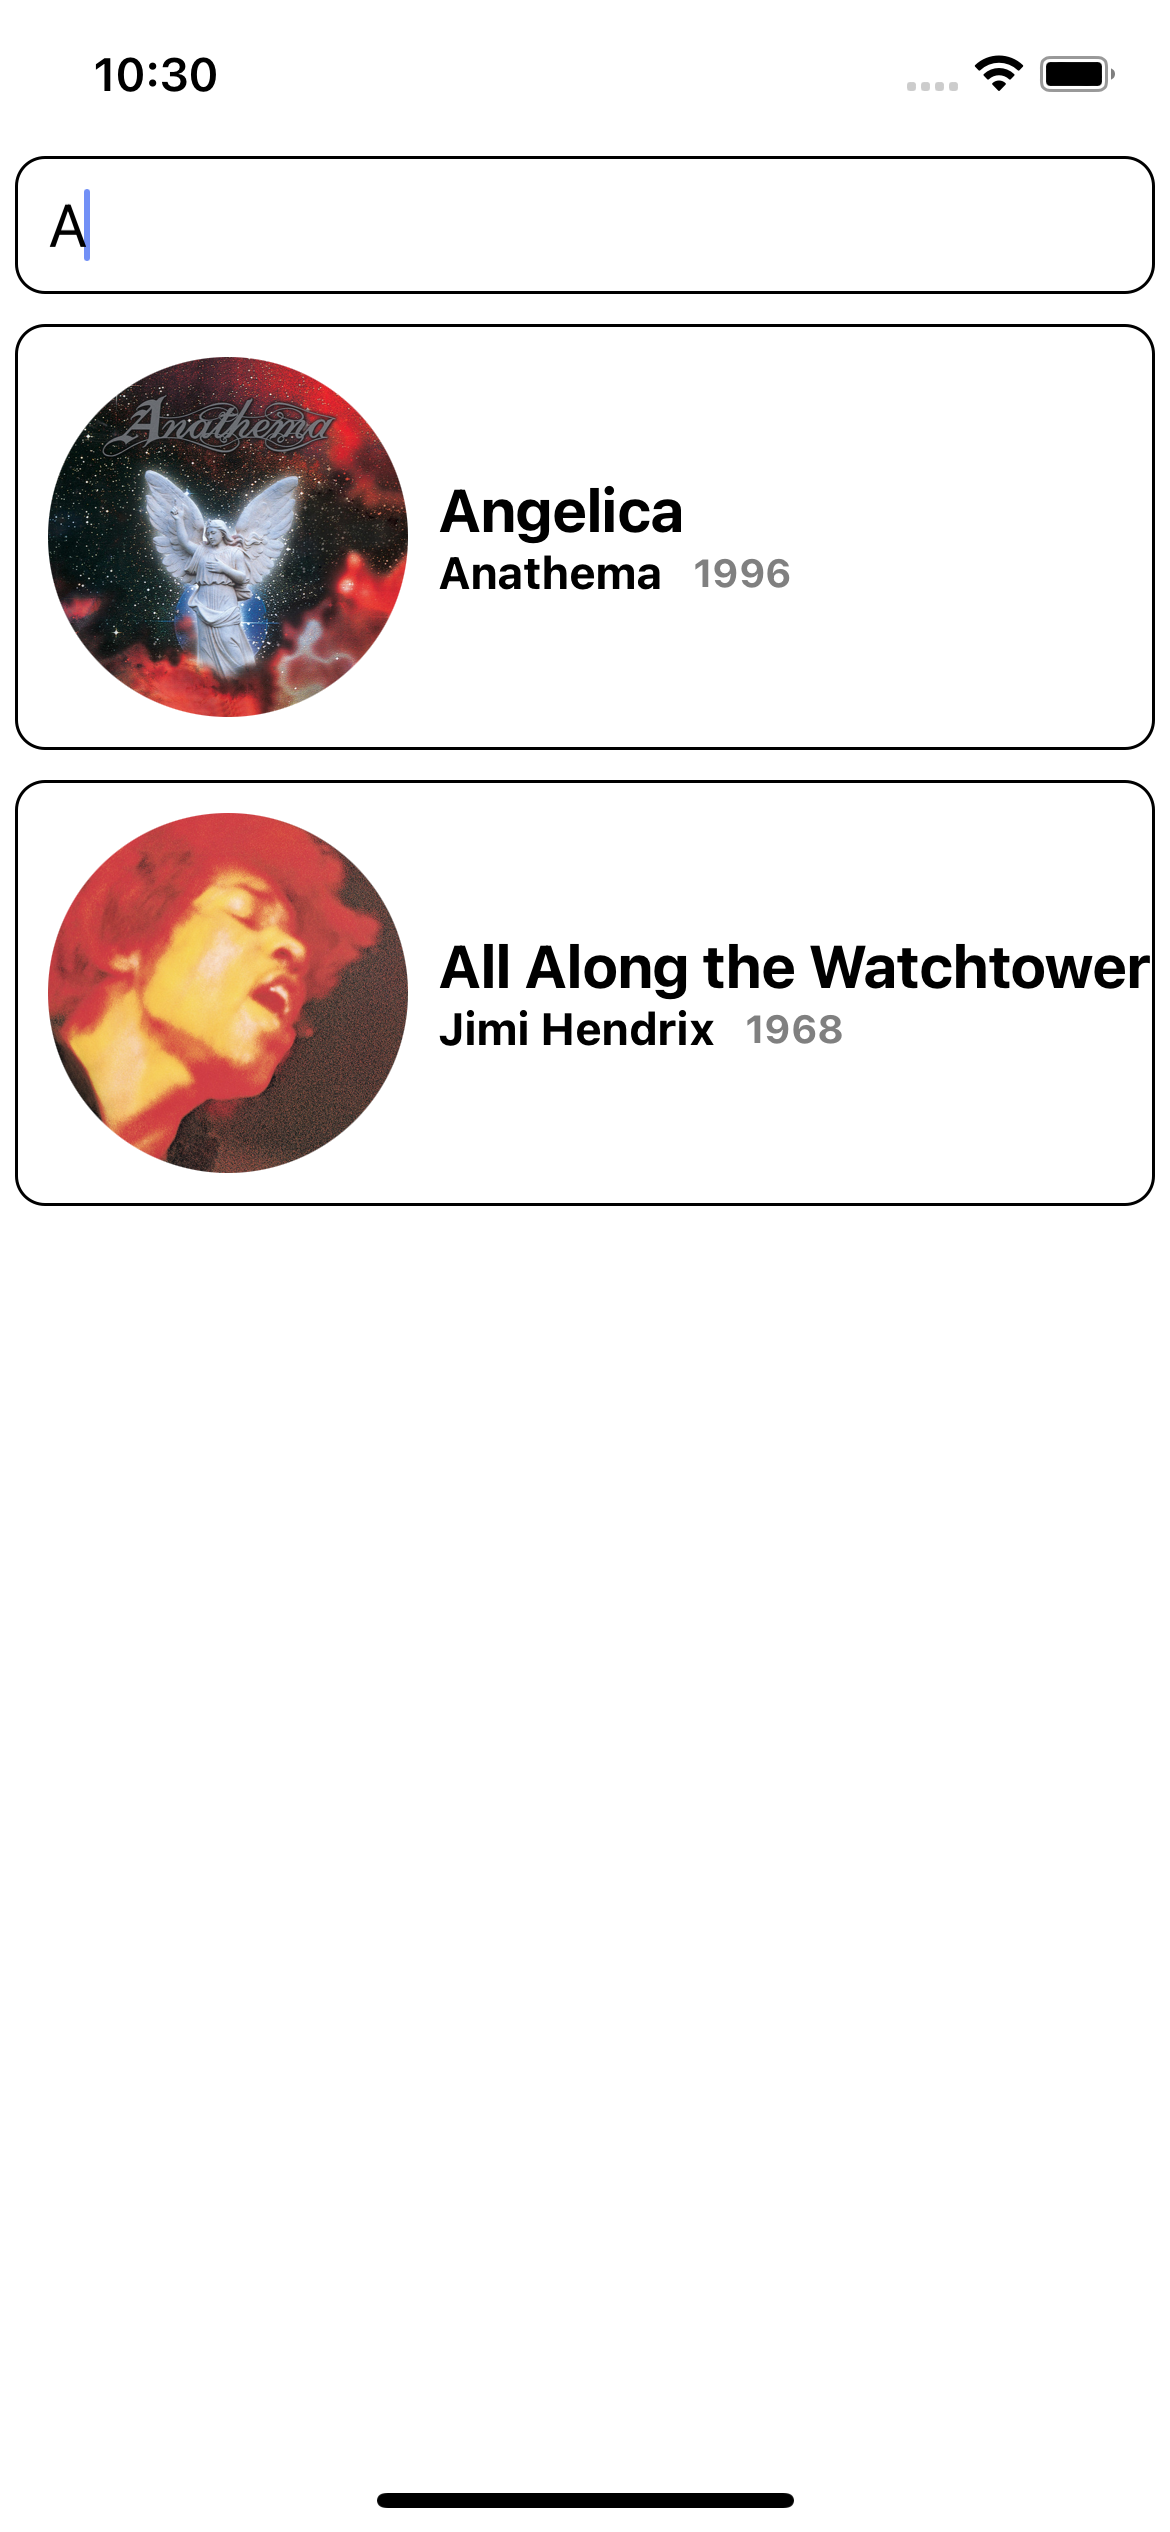 10:30
A
Anathema
Angelica
Anathema 1996
All Along the Watchtower
Jimi Hendrix 1968